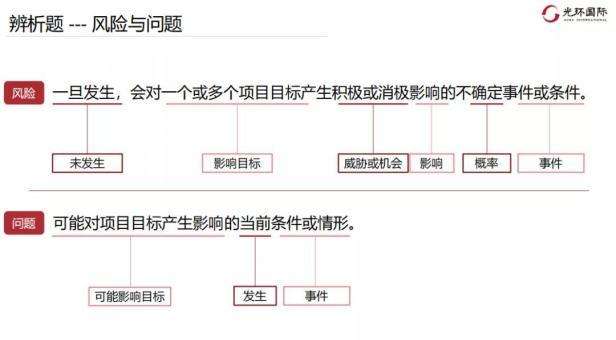 辨析题 --- 风险与问题
光环国际
风险
一旦发生，会对一个或多个项目目标产生积极或消极影响的不确定事件或条件。
未发生
影响目标
威胁或机会
影响
概率
事件
问题
可能对项目目标产生影响的当前条件或情形。
可能影响目标
发生
事件